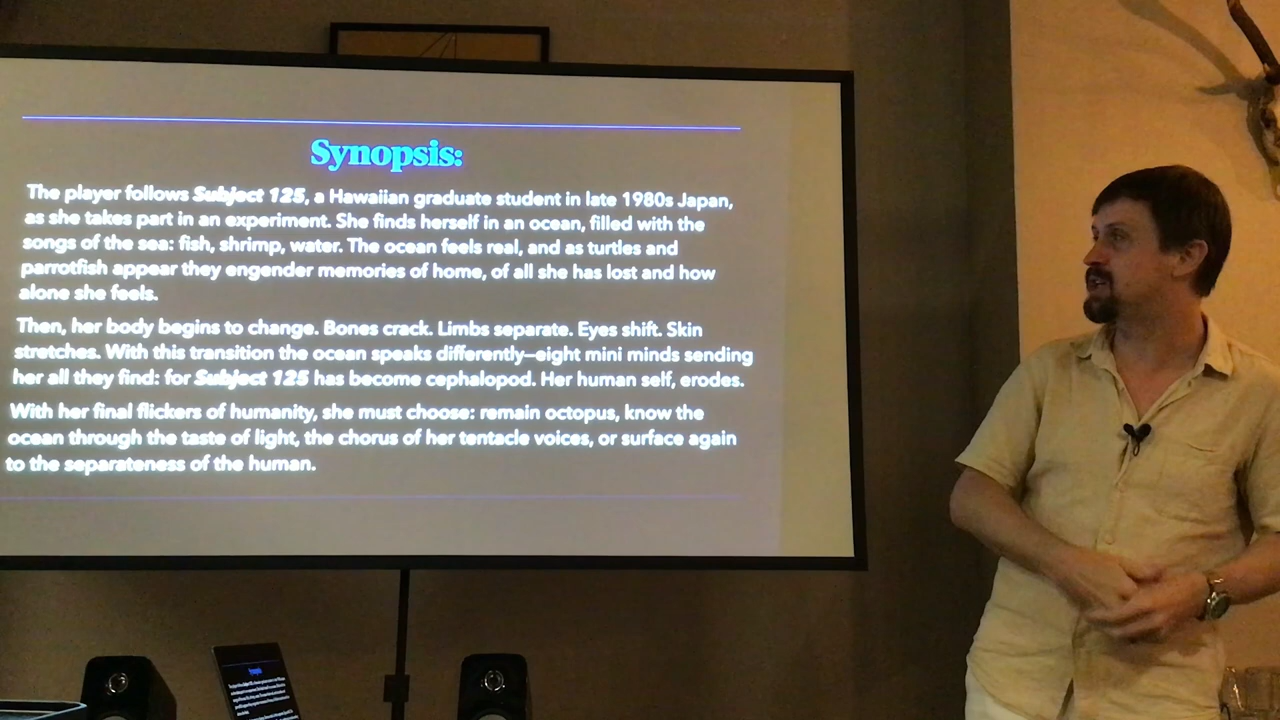 Synopsis:
The player follows Subject 125, a Hawaiian graduate student in late 1980s Japan,
as she takes part in an experiment. She finds herself in an ocean, filled with the
songs of the sea: fish, shrimp, water. The ocean feels real, and as turtles and
parrotfish appear they engender memories of home, of all she has lost and how
alone she feels.
Then, her body begins to change. Bones crack. Limbs separate. Eyes shift. Skin
stretches. With this transition the ocean speaks differently—eight mini minds sending
her all they find: for Subject 125 has become cephalopod. Her human self, erodes.
With her final flickers of humanity, she must choose: remain octopus, know the
ocean through the taste of light, the chorus of her tentacle voices, or surface again
to the separateness of the human.
Synopsis: